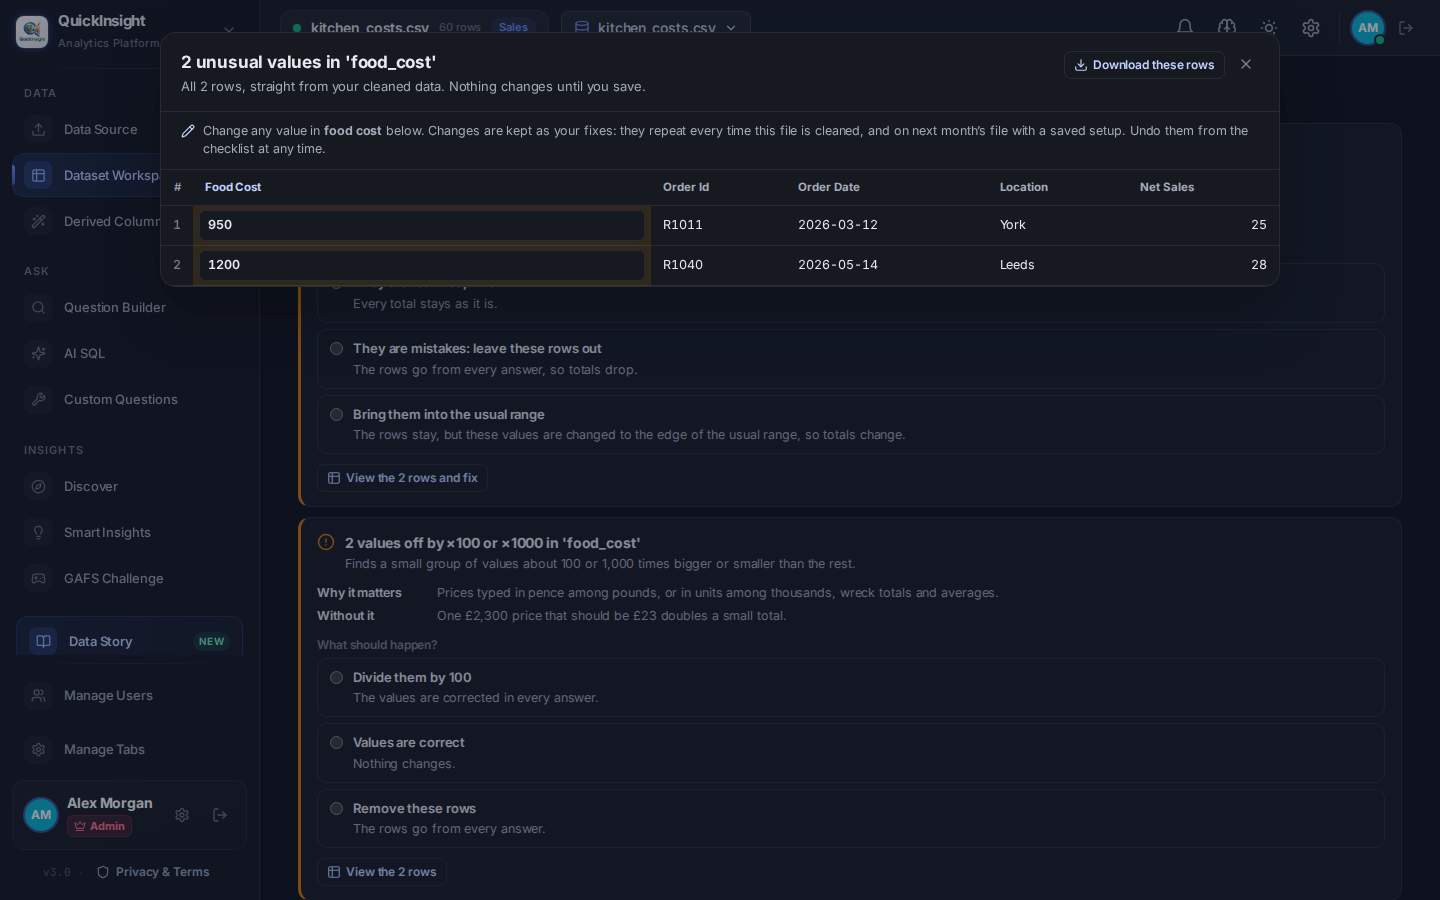 QuickInsight
Analytics Platform
kitchen_costs.csv 60 rows Sales
kitchen_costs.csv
AM
2 unusual values in 'food_cost'
All 2 rows, straight from your cleaned data. Nothing changes until you save.
Download these rows
Change any value in food cost below. Changes are kept as your fixes: they repeat every time this file is cleaned, and on next month's file with a saved setup. Undo them from the
checklist at any time.
# Food Cost Order Id Order Date Location Net Sales
1 950 R1011 2026-03-12 York 25
2 1200 R1040 2026-05-14 Leeds 28
DATA
Data Source
Dataset Worksp
Derived Column
ASK
Question Builder
AI SQL
Custom Questions
INSIGHTS
Discover
Smart Insights
GAFS Challenge
Data Story NEW
Manage Users
Manage Tabs
AM
Alex Morgan
Admin
v3.0 · Privacy & Terms
Every total stays as it is.
They are mistakes: leave these rows out
The rows go from every answer, so totals drop.
Bring them into the usual range
The rows stay, but these values are changed to the edge of the usual range, so totals change.
View the 2 rows and fix
2 values off by ×100 or ×1000 in 'food_cost'
Finds a small group of values about 100 or 1,000 times bigger or smaller than the rest.
Why it matters Prices typed in pence among pounds, or in units among thousands, wreck totals and averages.
Without it One £2,300 price that should be £23 doubles a small total.
What should happen?
Divide them by 100
The values are corrected in every answer.
Values are correct
Nothing changes.
Remove these rows
The rows go from every answer.
View the 2 rows